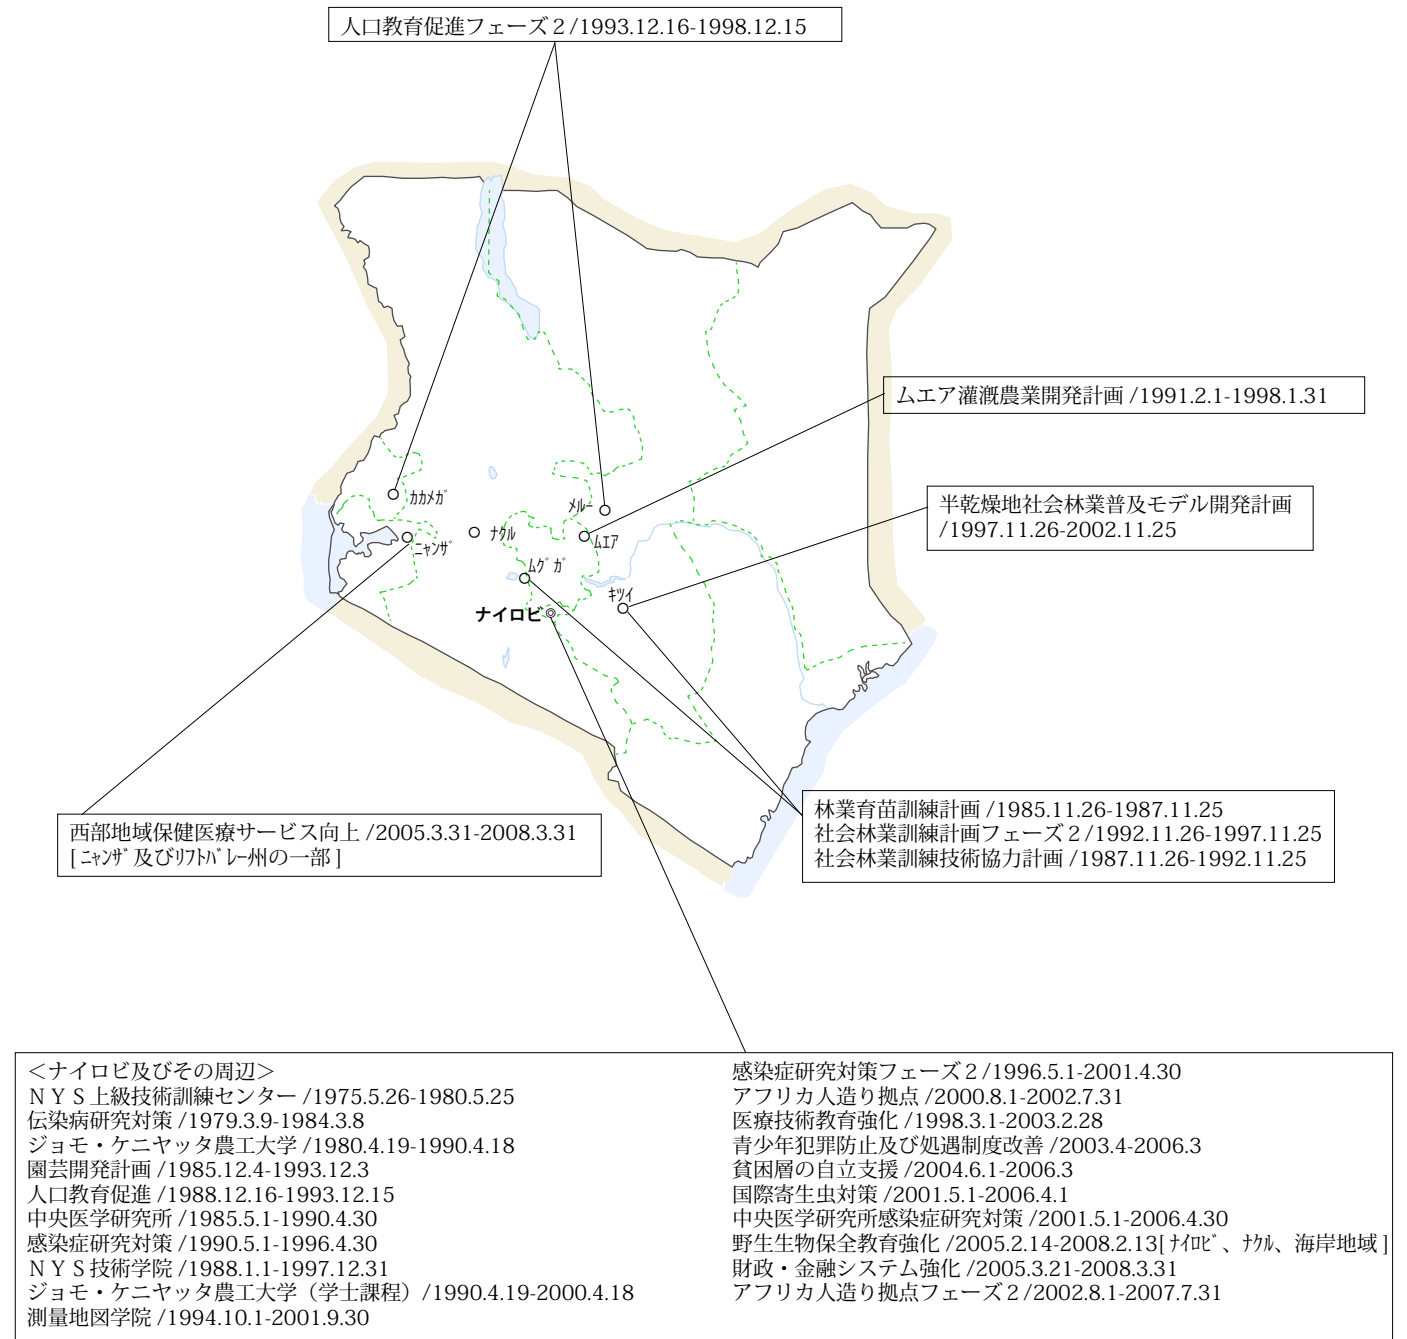 人口教育促進フェーズ２/1993.12.16-1998.12.15
ムエア灌漑農業開発計画 /1991.2.1-1998.1.31
半乾燥地社会林業普及モデル開発計画
/1997.11.26-2002.11.25
ｶｶﾒｶﾞ
ﾒﾙｰ
ﾅｸﾙ
ﾑｴｱ
ﾆｬﾝｻﾞ
ﾑｸﾞｶﾞ
ｷﾂｲ
ナイロビ
西部地域保健医療サービス向上 /2005.3.31-2008.3.31
[ﾆｬﾝｻﾞ及びﾘﾌﾄﾊﾞﾚｰ州の一部]
林業育苗訓練計画 /1985.11.26-1987.11.25
社会林業訓練計画フェーズ２/1992.11.26-1997.11.25
社会林業訓練技術協力計画 /1987.11.26-1992.11.25
＜ナイロビ及びその周辺＞
ＮＹＳ上級技術訓練センター /1975.5.26-1980.5.25
伝染病研究対策 /1979.3.9-1984.3.8
ジョモ・ケニヤッタ農工大学 /1980.4.19-1990.4.18
園芸開発計画 /1985.12.4-1993.12.3
人口教育促進 /1988.12.16-1993.12.15
中央医学研究所 /1985.5.1-1990.4.30
感染症研究対策 /1990.5.1-1996.4.30
ＮＹＳ技術学院 /1988.1.1-1997.12.31
ジョモ・ケニヤッタ農工大学（学士課程）/1990.4.19-2000.4.18
測量地図学院 /1994.10.1-2001.9.30
感染症研究対策フェーズ２/1996.5.1-2001.4.30
アフリカ人造り拠点 /2000.8.1-2002.7.31
医療技術教育強化 /1998.3.1-2003.2.28
青少年犯罪防止及び処遇制度改善 /2003.4-2006.3
貧困層の自立支援 /2004.6.1-2006.3
国際寄生虫対策 /2001.5.1-2006.4.1
中央医学研究所感染症研究対策 /2001.5.1-2006.4.30
野生生物保全教育強化 /2005.2.14-2008.2.13[ﾅｲﾛﾋﾞ、ﾅｸﾙ、海岸地域]
財政・金融システム強化 /2005.3.21-2008.3.31
アフリカ人造り拠点フェーズ２/2002.8.1-2007.7.31